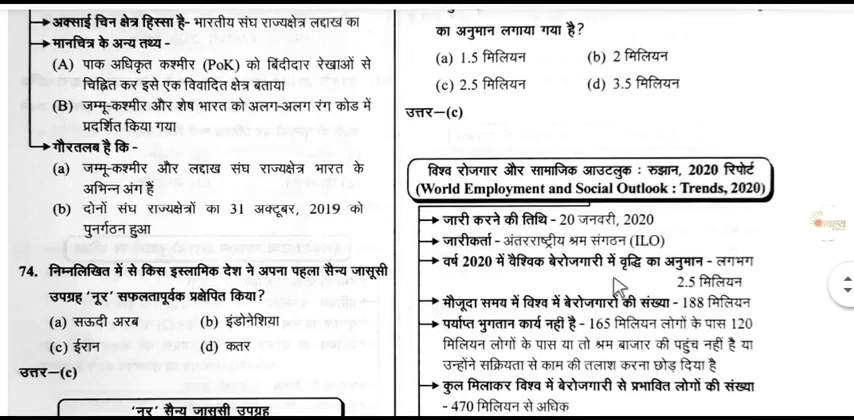 अक्साई चिन क्षेत्र हिस्सा है- भारतीय संघ राज्यक्षेत्र लद्दाख का
मानचित्र के अन्य तथ्य -
(A) पाक अधिकृत कश्मीर (PoK) को बिंदीदार रेखाओं से
चिह्नित कर इसे एक विवादित क्षेत्र बताया
(B) जम्मू-कश्मीर और शेष भारत को अलग-अलग रंग कोड में
प्रदर्शित किया गया
गौरतलब है कि -
(a) जम्मू-कश्मीर और लद्दाख संघ राज्यक्षेत्र भारत के
अभिन्न अंग हैं
(b) दोनों संघ राज्यक्षेत्रों का 31 अक्टूबर, 2019 को
पुनर्गठन हुआ
74. निम्नलिखित में से किस इस्लामिक देश ने अपना पहला सैन्य जासूसी
उपग्रह ‘नूर’ सफलतापूर्वक प्रक्षेपित किया?
(a) सऊदी अरब (b) इंडोनेशिया
(c) ईरान (d) कतर
उत्तर—(c)
‘नूर’ सैन्य जासूसी उपग्रह
का अनुमान लगाया गया है?
(a) 1.5 मिलियन (b) 2 मिलियन
(c) 2.5 मिलियन (d) 3.5 मिलियन
उत्तर—(c)
विश्व रोजगार और सामाजिक आउटलुक : रुझान, 2020 रिपोर्ट
(World Employment and Social Outlook : Trends, 2020)
जारी करने की तिथि - 20 जनवरी, 2020
जारीकर्ता - अंतरराष्ट्रीय श्रम संगठन (ILO)
वर्ष 2020 में वैश्विक बेरोजगारी में वृद्धि का अनुमान - लगभग
2.5 मिलियन
मौजूदा समय में विश्व में बेरोजगारों की संख्या - 188 मिलियन
पर्याप्त भुगतान कार्य नहीं है - 165 मिलियन लोगों के पास 120
मिलियन लोगों के पास या तो श्रम बाजार की पहुंच नहीं है या
उन्होंने सक्रियता से काम की तलाश करना छोड़ दिया है
कुल मिलाकर विश्व में बेरोजगारी से प्रभावित लोगों की संख्या
- 470 मिलियन से अधिक